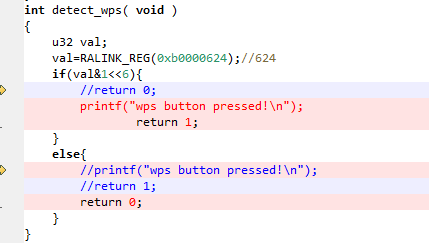 int detect_wps( void )
{
    u32 val;
    val=RALINK_REG(0xb0000624);//624
    if(val&1<<6){
        //return 0;
        printf("wps button pressed!\n");
                return 1;
    }
    else{
        //printf("wps button pressed!\n");
        //return 1;
        return 0;
    }
}